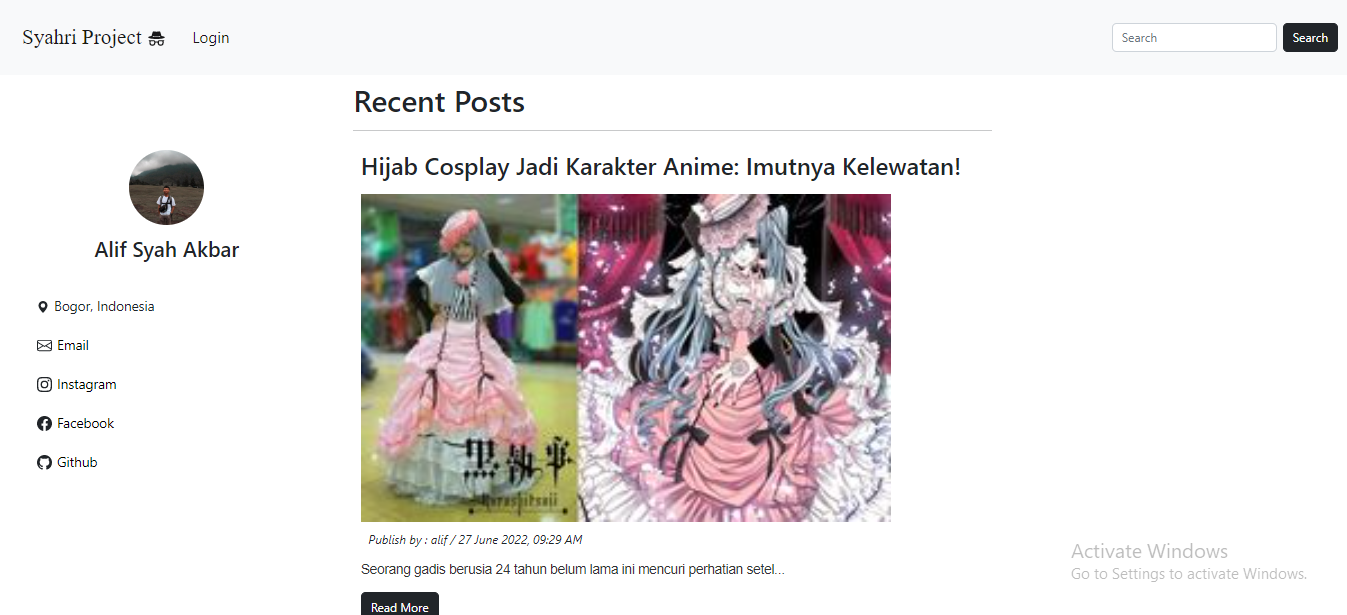 Syahri Project
Login
Search
Search
Recent Posts
Alif Syah Akbar
Bogor, Indonesia
Email
Instagram
Facebook
Github
Hijab Cosplay Jadi Karakter Anime: Imutnya Kelewatan!
黒執事
Kuroshitsuji
Publish by : alif / 27 June 2022, 09:29 AM
Seorang gadis berusia 24 tahun belum lama ini mencuri perhatian setel...
Read More
Activate Windows
Go to Settings to activate Windows.